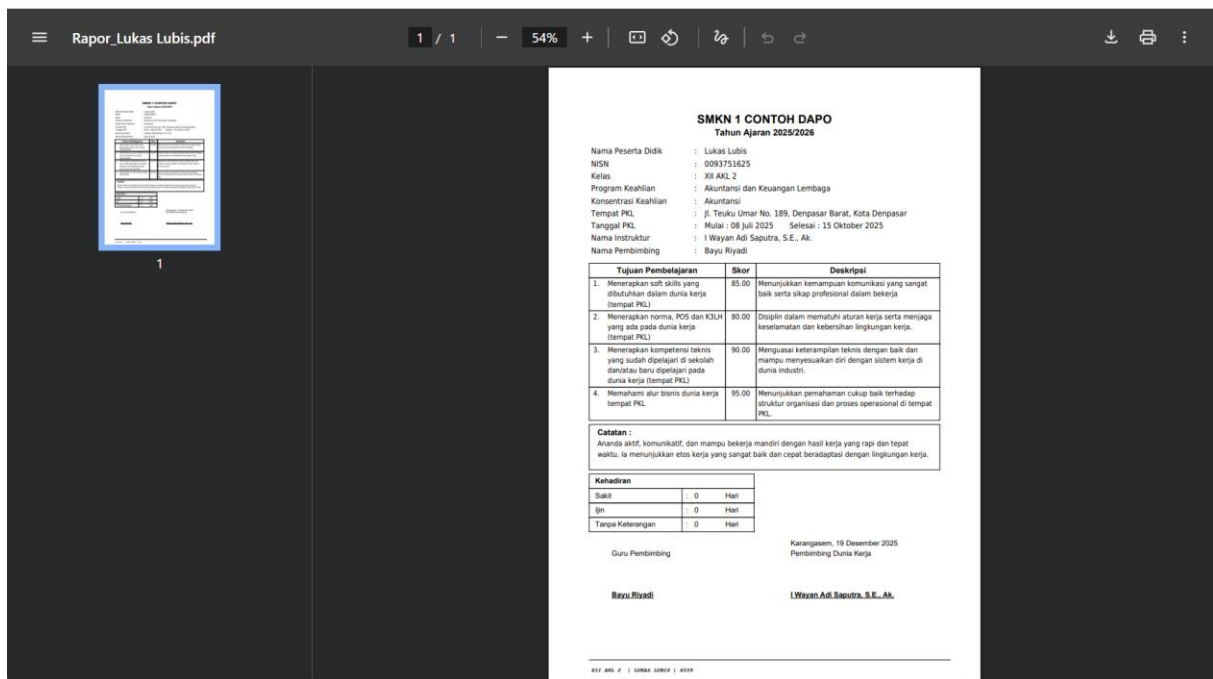 Rapor_Lukas Lubis.pdf
1 / 1
54%
1
SMKN 1 CONTOH DAPO
Tahun Ajaran 2025/2026
Nama Peserta Didik : Lukas Lubis
NISN : 0093751625
Kelas : XII AKL 2
Program Keahlian : Akuntansi dan Keuangan Lembaga
Konsentrasi Keahlian : Akuntansi
Tempat PKL : Jl. Teuku Umar No. 189, Denpasar Barat, Kota Denpasar
Tanggal PKL : Mulai : 08 Juli 2025 Selesai : 15 Oktober 2025
Nama Instruktur : I Wayan Adi Saputra, S.E., Ak.
Nama Pembimbing : Bayu Riyadi
Tujuan Pembelajaran Skor Deskripsi
1. Menerapkan soft skills yang 85.00 Menunjukkan kemampuan komunikasi yang sangat
dibutuhkan dalam dunia kerja baik serta sikap profesional dalam bekerja
(tempat PKL)
2. Menerapkan norma, POS dan K3LH 80.00 Disiplin dalam mematuhi aturan kerja serta menjaga
yang ada pada dunia kerja keselamatan dan kebersihan lingkungan kerja.
(tempat PKL)
3. Menerapkan kompetensi teknis 90.00 Menguasai keterampilan teknis dengan baik dan
yang sudah dipelajari di sekolah mampu menyesuaikan diri dengan sistem kerja di
dan/atau baru dipelajari pada dunia industri.
dunia kerja (tempat PKL)
4. Memahami alur bisnis dunia kerja 95.00 Menunjukkan pemahaman cukup baik terhadap
tempat PKL struktur organisasi dan proses operasional di tempat
PKL.
Catatan :
Ananda aktif, komunikatif, dan mampu bekerja mandiri dengan hasil kerja yang rapi dan tepat
waktu. Ia menunjukkan etos kerja yang sangat baik dan cepat beradaptasi dengan lingkungan kerja.
Kehadiran
Sakit : 0 Hari
Ijin : 0 Hari
Tanpa Keterangan : 0 Hari
Karangasem, 19 Desember 2025
Guru Pembimbing Pembimbing Dunia Kerja
Bayu Riyadi I Wayan Adi Saputra, S.E., Ak.
XII AKL 2 | LUKAS LUBIS |